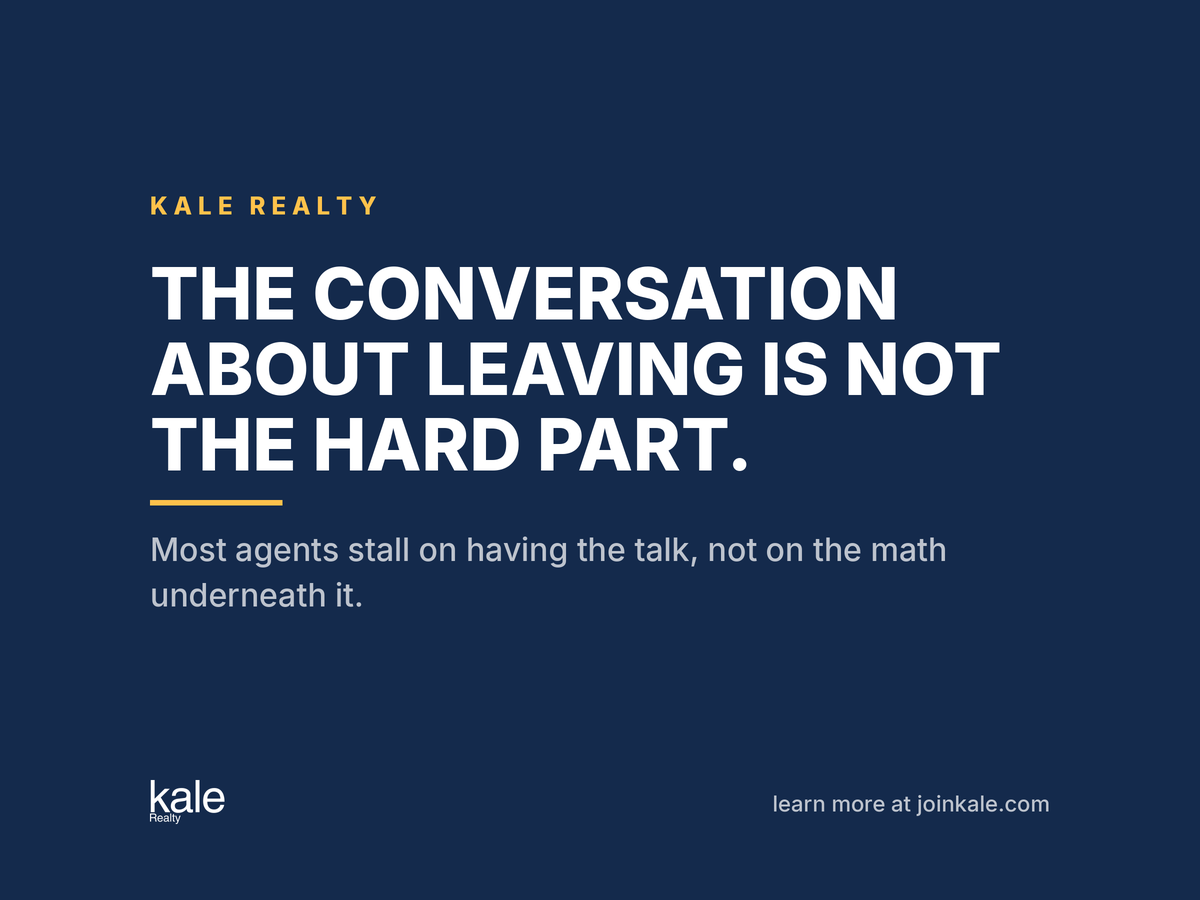 KALE REALTY
THE CONVERSATION
ABOUT LEAVING IS NOT
THE HARD PART.
Most agents stall on having the talk, not on the math
underneath it.
kale
Realty
learn more at joinkale.com